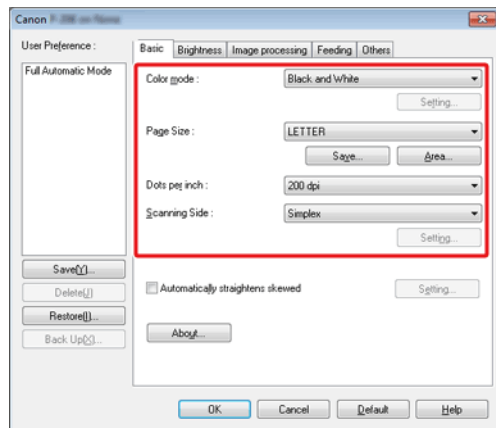 Canon
User Preference :
Full Automatic Mode
Save(Y)...
Delete(J)
Restore(I)...
Back Up(X)...
Basic Brightness Image processing Feeding Others
Color mode : Black and White
Setting...
Page Size : LETTER
Save... Area...
Dots per inch : 200 dpi
Scanning Side : Simplex
Setting...
Automatically straightens skewed Setting...
About...
OK Cancel Default Help